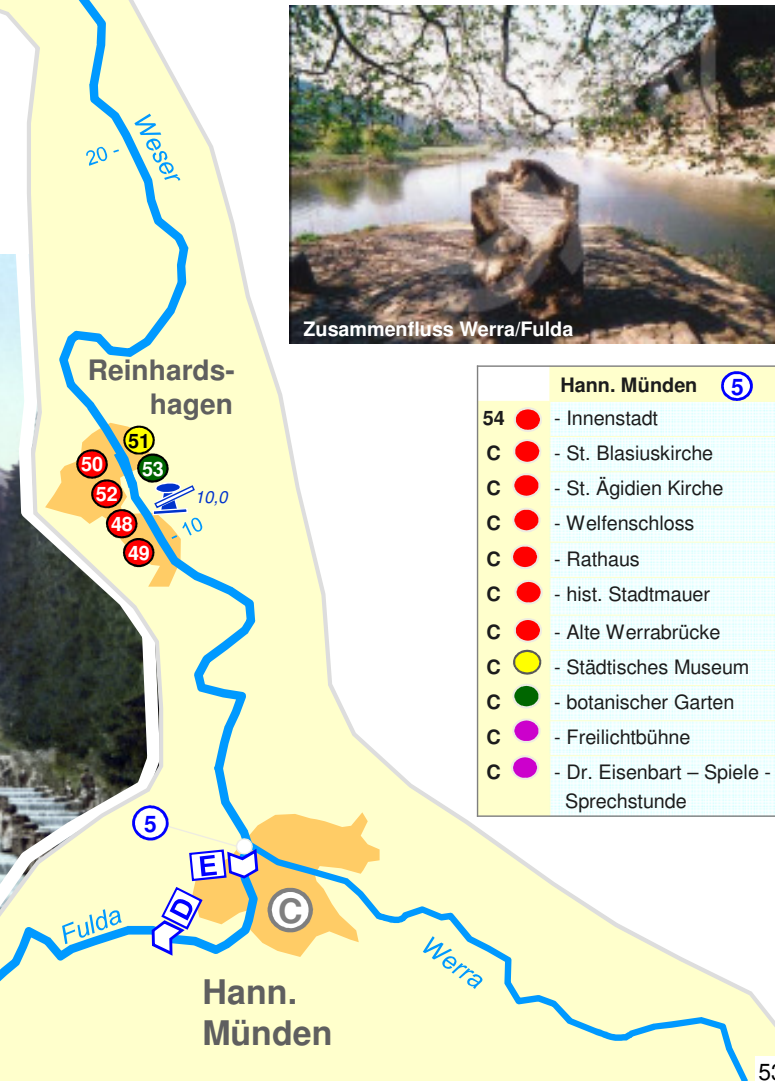 Weser
20 -
Zusammenfluss Werra/Fulda
Reinhards-
hagen
51
50
53
52
10,0
48
- 10
49
Hann. Münden 5
54 - Innenstadt
C - St. Blasiuskirche
C - St. Ägidien Kirche
C - Welfenschloss
C - Rathaus
C - hist. Stadtmauer
C - Alte Werrabrücke
C - Städtisches Museum
C - botanischer Garten
C - Freilichtbühne
C - Dr. Eisenbart – Spiele -
Sprechstunde
5
E
D
C
Fulda
Werra
Hann.
Münden